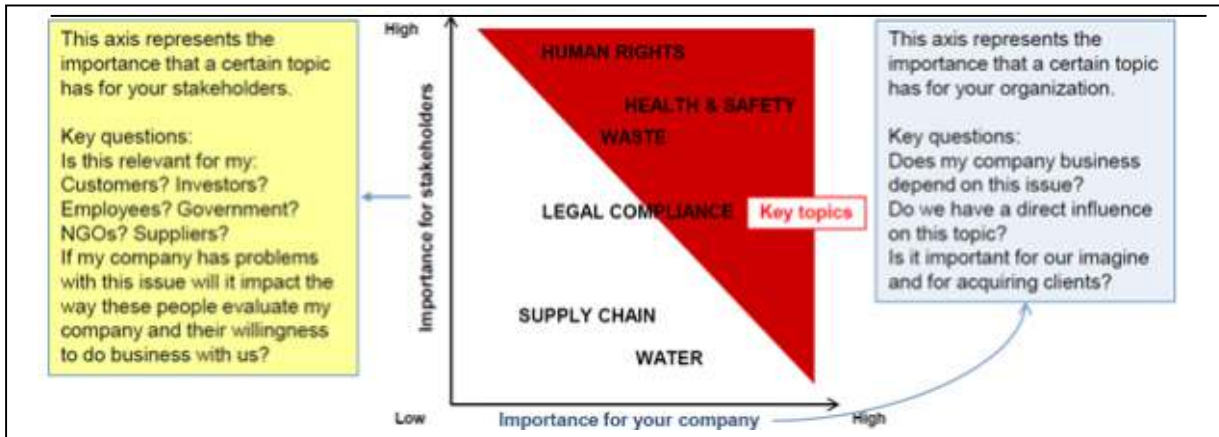 This axis represents the
importance that a certain topic
has for your stakeholders.
Key questions:
Is this relevant for my:
Customers? Investors?
Employees? Government?
NGOs? Suppliers?
If my company has problems
with this issue will it impact the
way these people evaluate my
company and their willingness
to do business with us?
High
Importance for stakeholders
Low
HUMAN RIGHTS
HEALTH & SAFETY
WASTE
LEGAL COMPLIANCE
Key topics
SUPPLY CHAIN
WATER
Importance for your company
High
This axis represents the
importance that a certain topic
has for your organization.
Key questions:
Does my company business
depend on this issue?
Do we have a direct influence
on this topic?
Is it important for our imagine
and for acquiring clients?